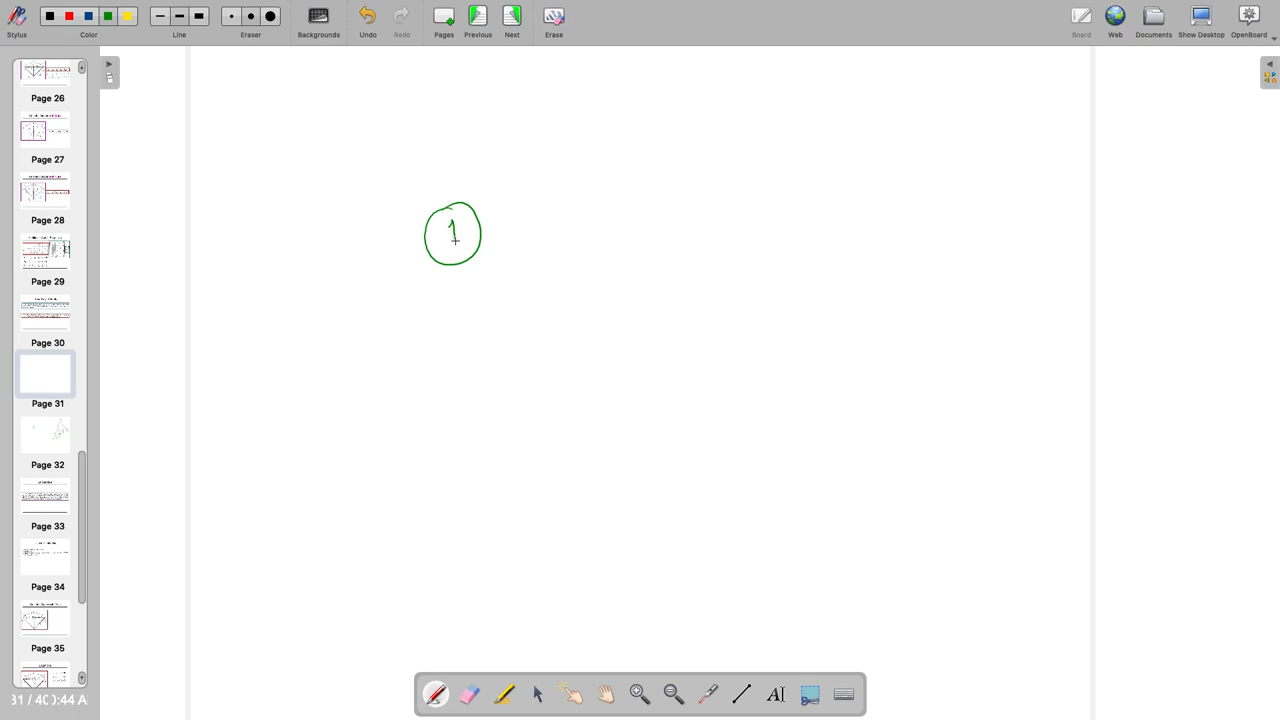 Stylus
Color
Line
Eraser
Backgrounds
Undo
Redo
Pages
Previous
Next
Erase
Board
Web
Documents
Show Desktop
OpenBoard
Page 26
Page 27
Page 28
Page 29
Page 30
Page 31
Page 32
Page 33
Page 34
Page 35
1